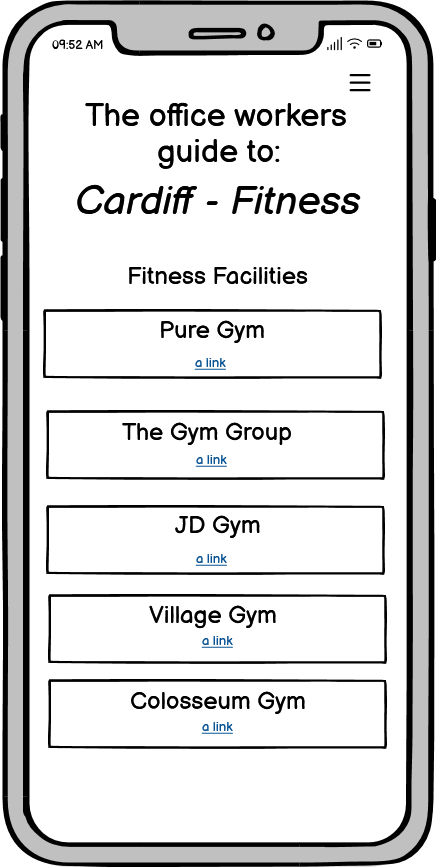 09:52 AM
The office workers
guide to:
Cardiff - Fitness
Fitness Facilities
Pure Gym
a link
The Gym Group
a link
JD Gym
a link
Village Gym
a link
Colosseum Gym
a link